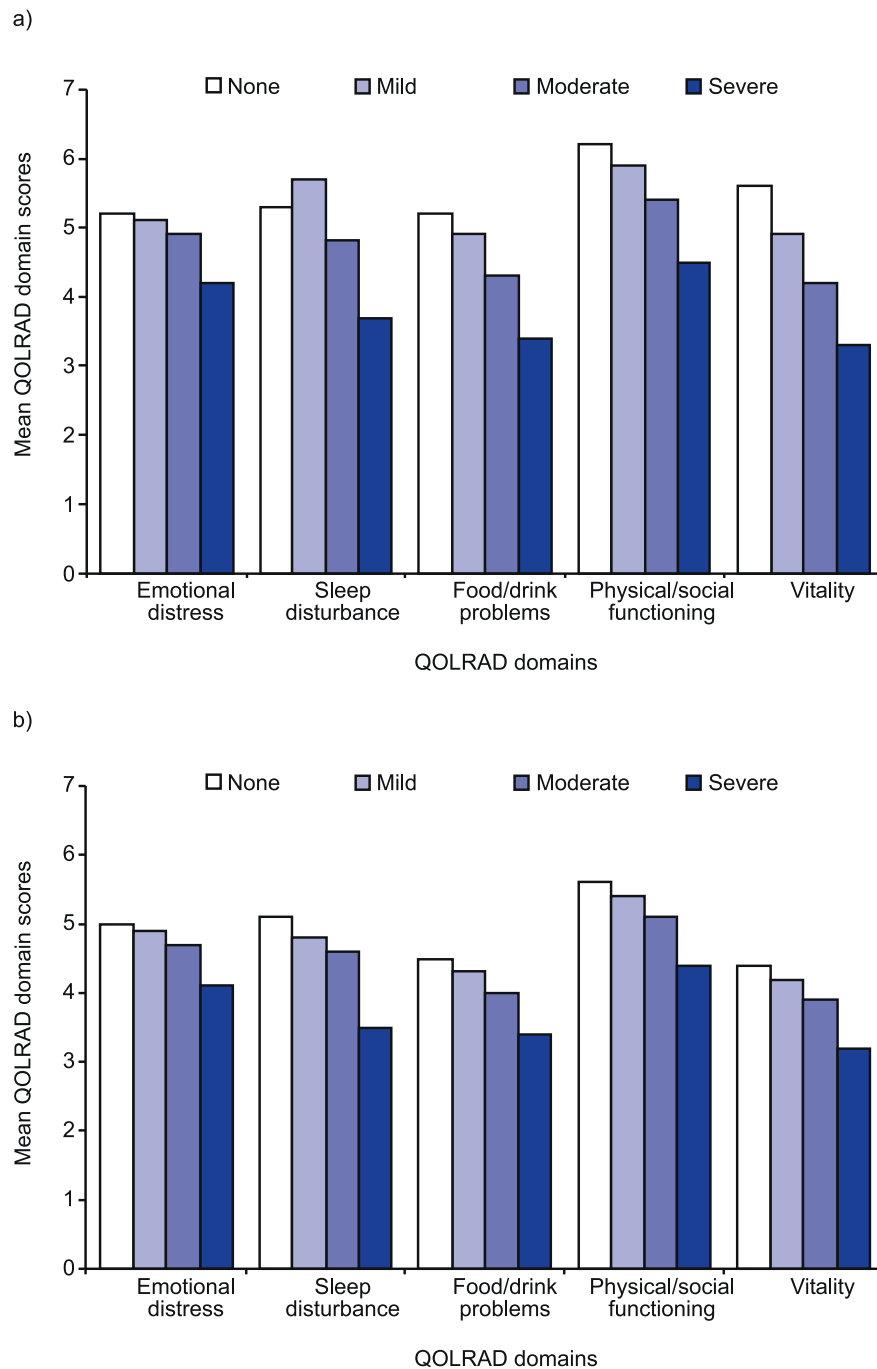 a)
None Mild Moderate Severe
7
6
5
4
3
2
1
0
Mean QOLRAD domain scores
Emotional distress
Sleep disturbance
Food/drink problems
Physical/social functioning
Vitality
QOLRAD domains
b)
None Mild Moderate Severe
7
6
5
4
3
2
1
0
Mean QOLRAD domain scores
Emotional distress
Sleep disturbance
Food/drink problems
Physical/social functioning
Vitality
QOLRAD domains